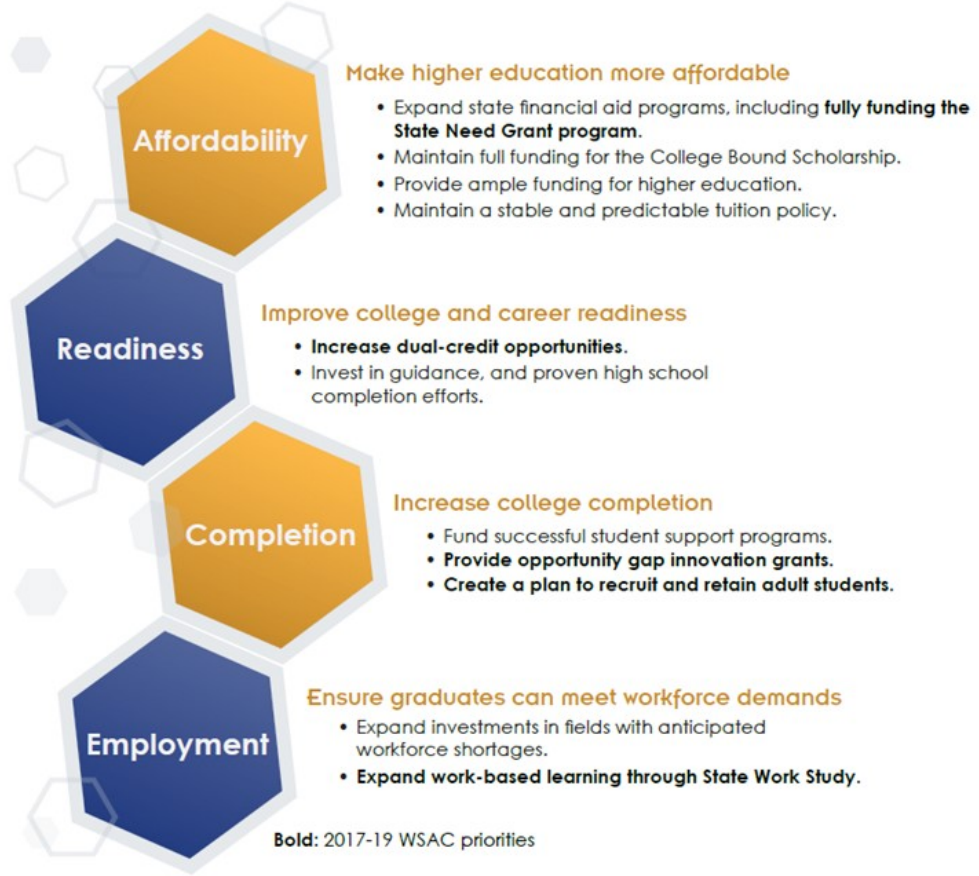 Affordability
Make higher education more affordable
• Expand state financial aid programs, including fully funding the
State Need Grant program.
• Maintain full funding for the College Bound Scholarship.
• Provide ample funding for higher education.
• Maintain a stable and predictable tuition policy.
Readiness
Improve college and career readiness
• Increase dual-credit opportunities.
• Invest in guidance, and proven high school
completion efforts.
Completion
Increase college completion
• Fund successful student support programs.
• Provide opportunity gap innovation grants.
• Create a plan to recruit and retain adult students.
Employment
Ensure graduates can meet workforce demands
• Expand investments in fields with anticipated
workforce shortages.
• Expand work-based learning through State Work Study.
Bold: 2017-19 WSAC priorities